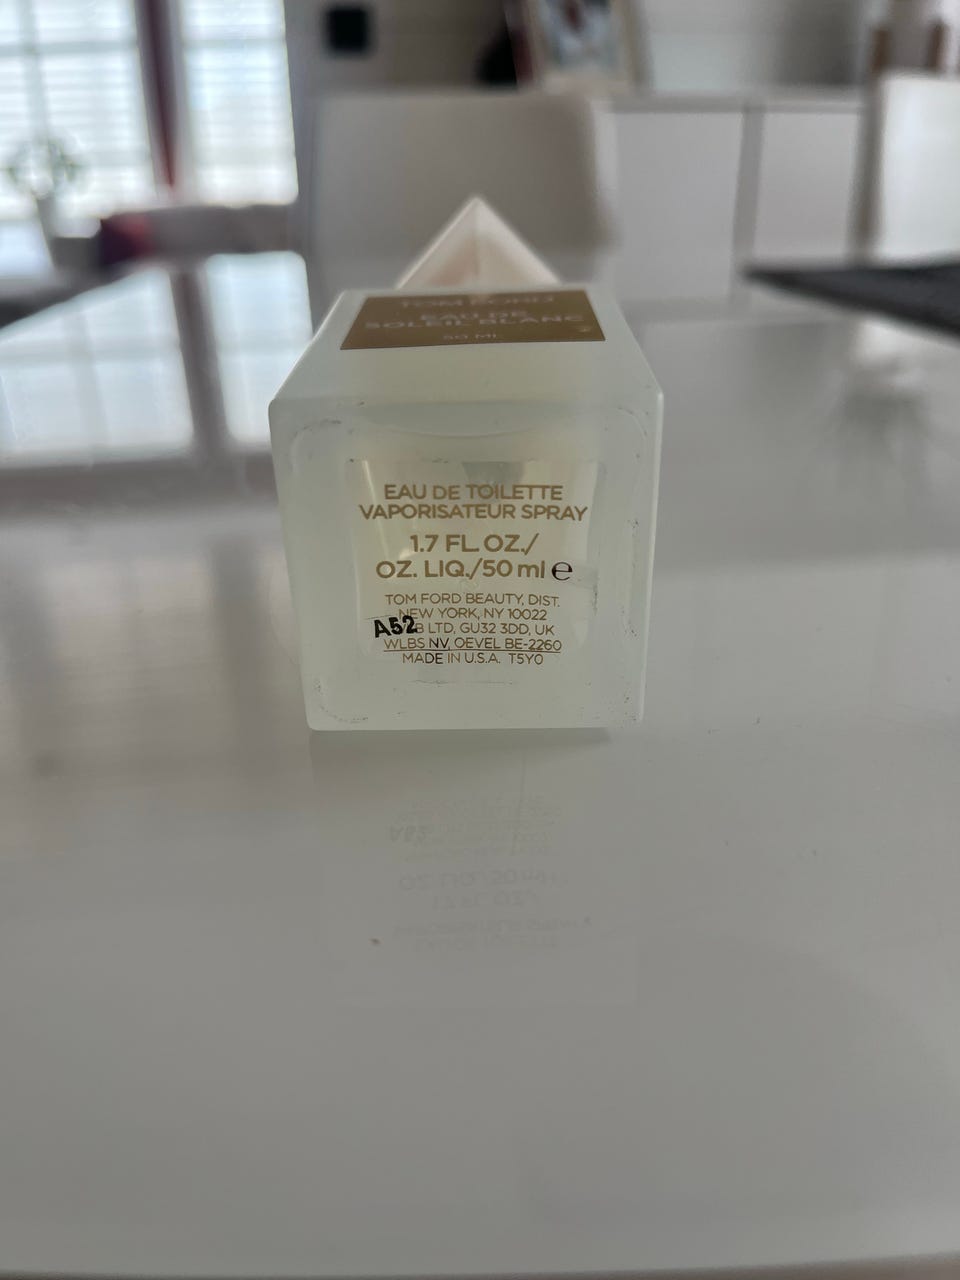 TOM FORD
EAU DE
SOLEIL BLANC
50 ML
EAU DE TOILETTE
VAPORISATEUR SPRAY
1.7 FL. OZ./
OZ. LIQ./50 ml ℮
TOM FORD BEAUTY, DIST.
NEW YORK, NY 10022
A52 B LTD, GU32 3DD, UK
WLBS NV, OEVEL BE-2260
MADE IN U.S.A. T5Y0